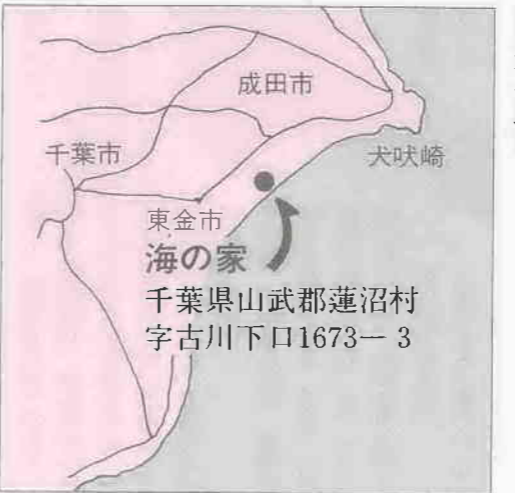 成田市
千葉市
犬吠崎
東金市
海の家
千葉県山武郡蓮沼村
字古川下口1673−3